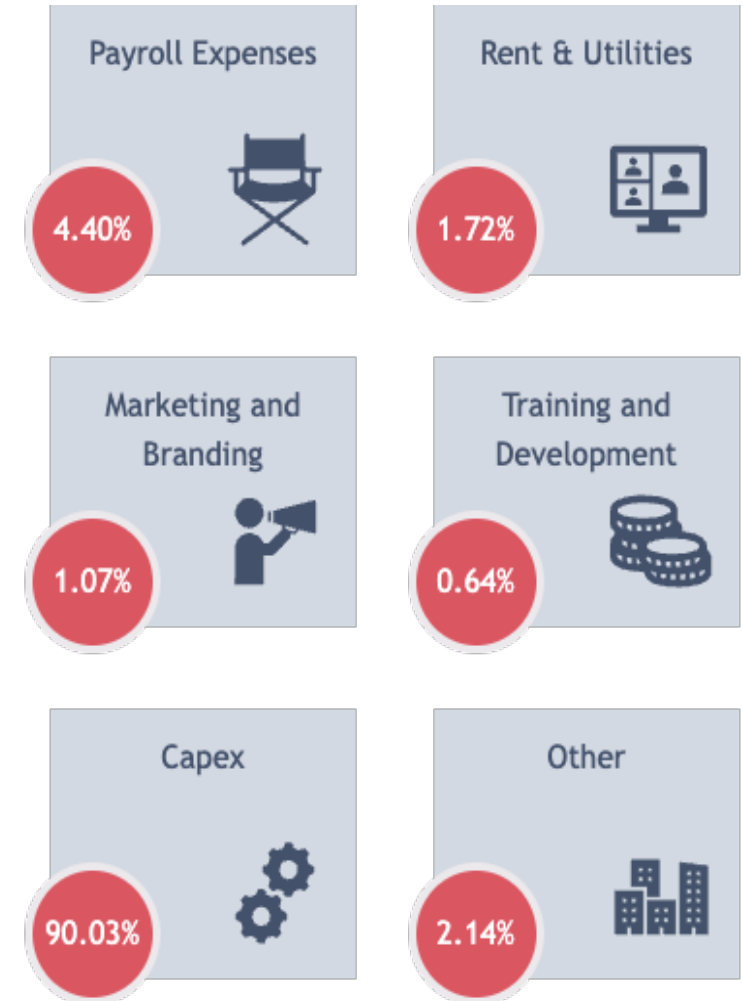 Payroll Expenses
4.40%
Rent & Utilities
1.72%
Marketing and
Branding
1.07%
Training and
Development
0.64%
Capex
90.03%
Other
2.14%